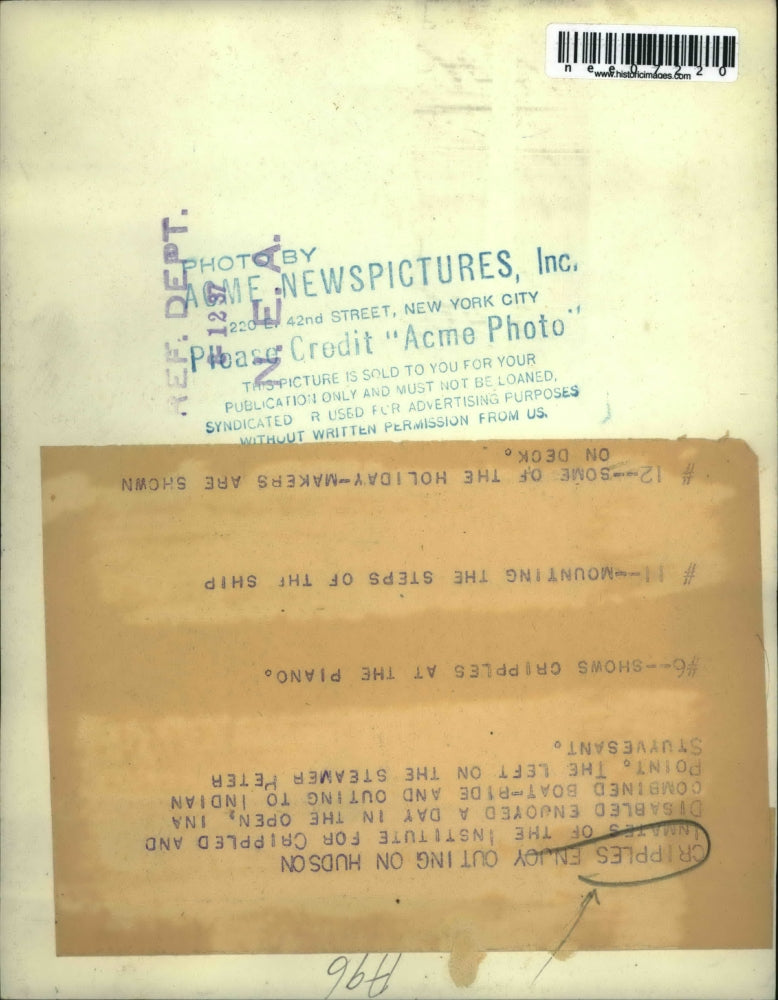 nee07220
www.historicimages.com
REF. DEPT.
N. E. A.
PHOTO BY
ACME NEWSPICTURES, Inc.
220 E. 42nd STREET, NEW YORK CITY
Please Credit "Acme Photo"
THIS PICTURE IS SOLD TO YOU FOR YOUR
PUBLICATION ONLY AND MUST NOT BE LOANED,
SYNDICATED R USED FOR ADVERTISING PURPOSES
WITHOUT WRITTEN PERMISSION FROM US.
CRIPPLES ENJOY OUTING ON HUDSON
INMATES OF THE INSTITUTE FOR CRIPPLED AND
DISABLED ENJOYED A DAY IN THE OPEN, INA
COMBINED BOAT-RIDE AND OUTING TO INDIAN
POINT. THE LEFT ON THE STEAMER PETER
STUYVESANT.
#6--SHOWS CRIPPLES AT THE PIANO.
# 11--MOUNTING THE STEPS OF THE SHIP
# 12--SOME OF THE HOLIDAY-MAKERS ARE SHOWN
ON DECK.
A96